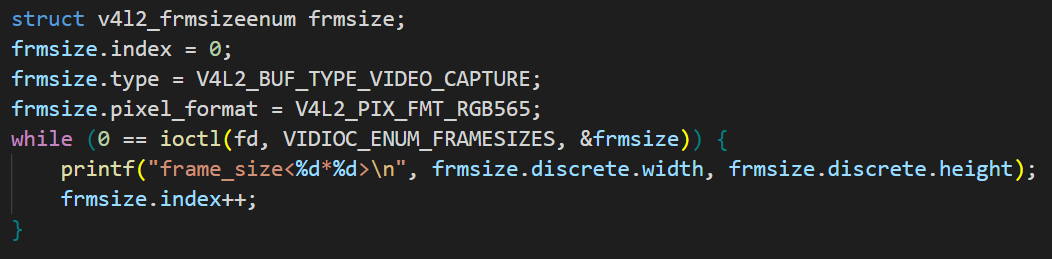 struct v4l2_frmsizeenum frmsize;
frmsize.index = 0;
frmsize.type = V4L2_BUF_TYPE_VIDEO_CAPTURE;
frmsize.pixel_format = V4L2_PIX_FMT_RGB565;
while (0 == ioctl(fd, VIDIOC_ENUM_FRAMESIZES, &frmsize)) {
    printf("frame_size<%d*%d>\n", frmsize.discrete.width, frmsize.discrete.height);
    frmsize.index++;
}